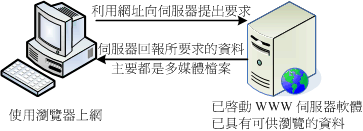 利用網址向伺服器提出要求
伺服器回報所要求的資料
主要都是多媒體檔案
使用瀏覽器上網
已啓動 WWW 伺服器軟體
已具有可供瀏覽的資料